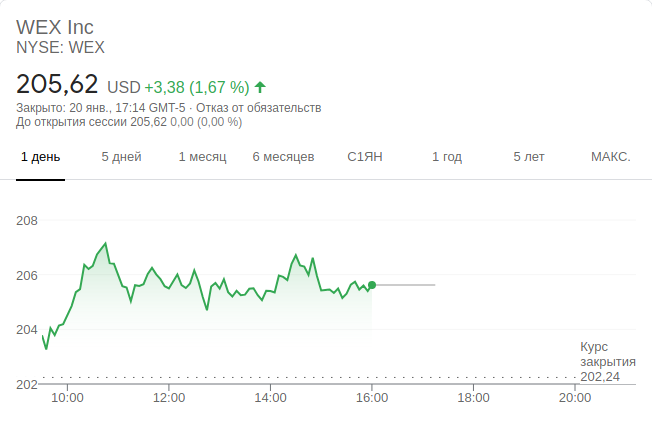 WEX Inc
NYSE: WEX
205,62 USD +3,38 (1,67 %)
Закрыто: 20 янв., 17:14 GMT-5 · Отказ от обязательств
До открытия сессии 205,62 0,00 (0,00 %)
1 день 5 дней 1 месяц 6 месяцев С1ЯН 1 год 5 лет МАКС.
208
206
204
Курс
закрытия
202,24
202
10:00 12:00 14:00 16:00 18:00 20:00